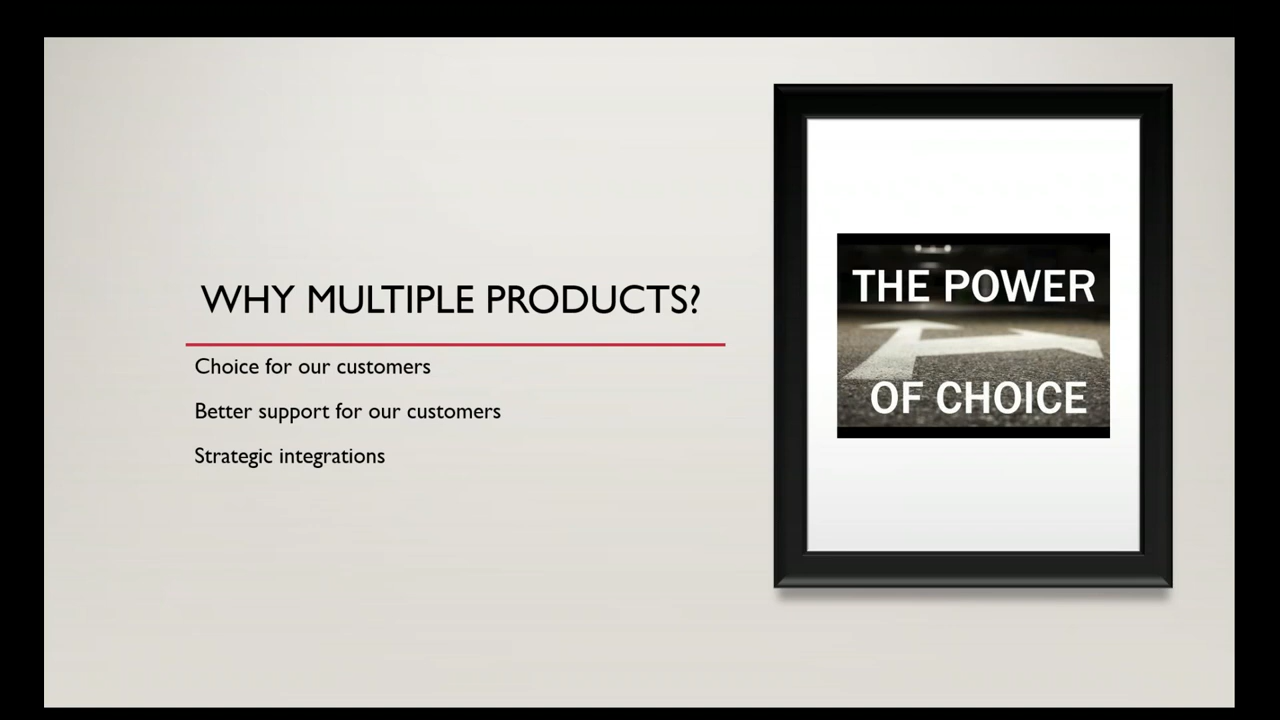 WHY MULTIPLE PRODUCTS?
Choice for our customers
Better support for our customers
Strategic integrations
THE POWER
OF CHOICE